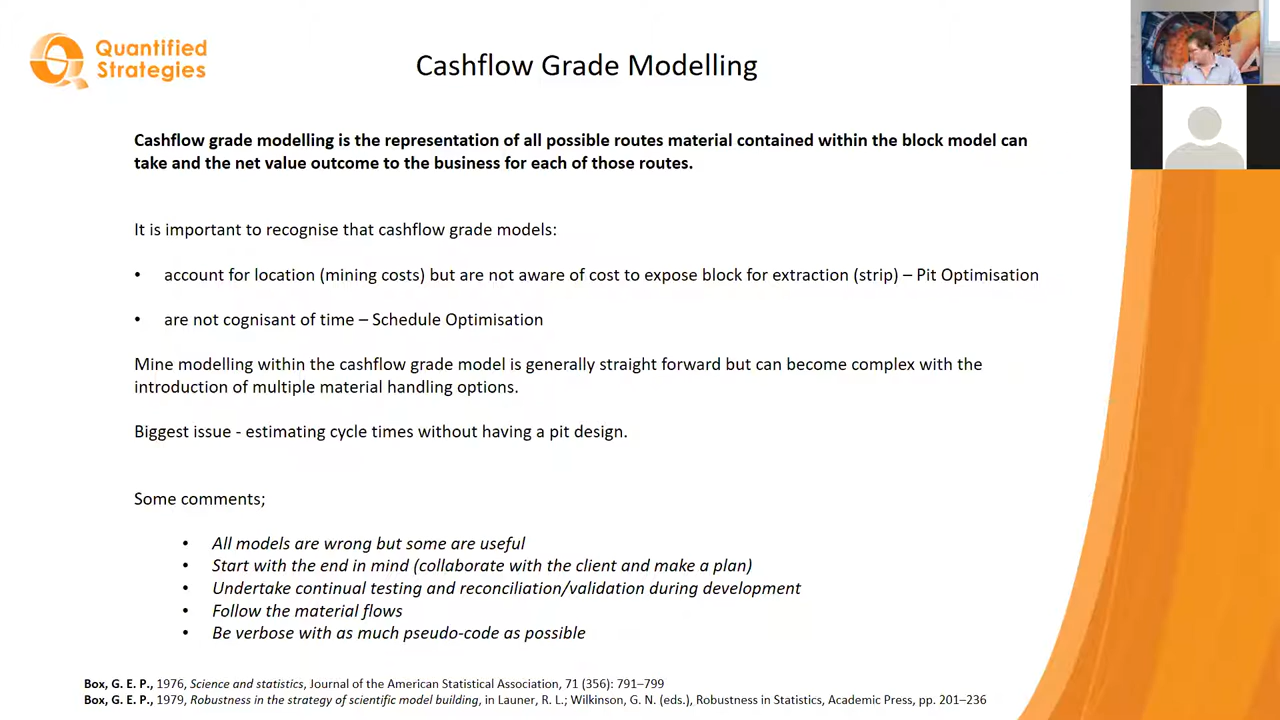 Quantified
Strategies
Cashflow Grade Modelling
Cashflow grade modelling is the representation of all possible routes material contained within the block model can
take and the net value outcome to the business for each of those routes.
It is important to recognise that cashflow grade models:
• account for location (mining costs) but are not aware of cost to expose block for extraction (strip) – Pit Optimisation
• are not cognisant of time – Schedule Optimisation
Mine modelling within the cashflow grade model is generally straight forward but can become complex with the
introduction of multiple material handling options.
Biggest issue - estimating cycle times without having a pit design.
Some comments;
• All models are wrong but some are useful
• Start with the end in mind (collaborate with the client and make a plan)
• Undertake continual testing and reconciliation/validation during development
• Follow the material flows
• Be verbose with as much pseudo-code as possible
Box, G. E. P., 1976, Science and statistics, Journal of the American Statistical Association, 71 (356): 791–799
Box, G. E. P., 1979, Robustness in the strategy of scientific model building, in Launer, R. L.; Wilkinson, G. N. (eds.), Robustness in Statistics, Academic Press, pp. 201–236